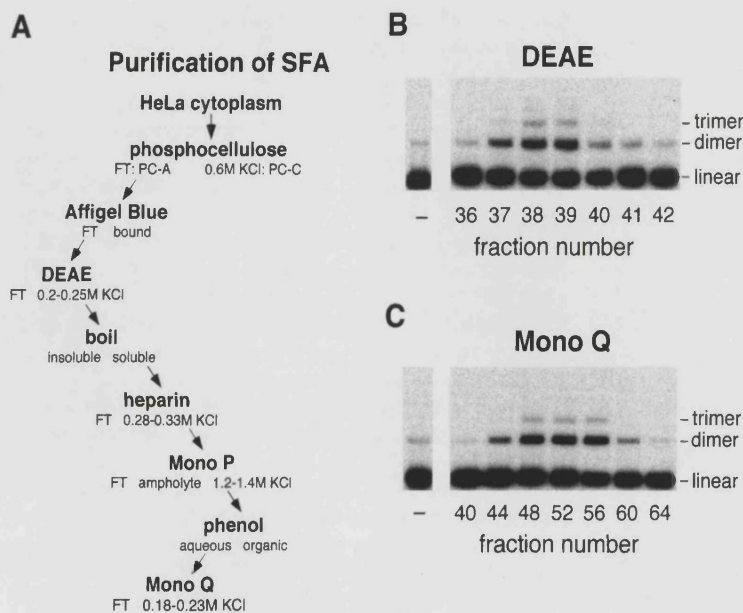 A
Purification of SFA
HeLa cytoplasm
phosphocellulose
FT: PC-A 0.6M KCl: PC-C
Affigel Blue
FT bound
DEAE
FT 0.2-0.25M KCl
boil
insoluble soluble
heparin
FT 0.28-0.33M KCl
Mono P
FT ampholyte 1.2-1.4M KCl
phenol
aqueous organic
Mono Q
FT 0.18-0.23M KCl
B
DEAE
trimer
dimer
linear
– 36 37 38 39 40 41 42
fraction number
C
Mono Q
trimer
dimer
linear
– 40 44 48 52 56 60 64
fraction number